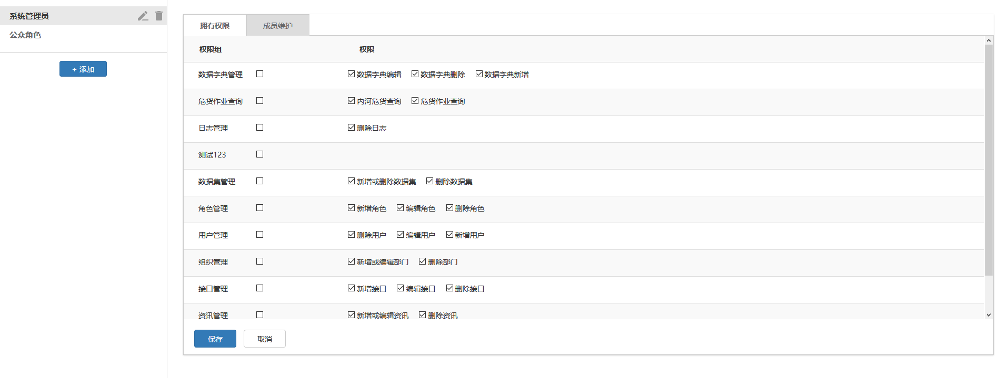 系统管理员
公众角色
+ 添加
拥有权限 成员维护
权限组 权限
数据字典管理 数据字典编辑 数据字典删除 数据字典新增
危货作业查询 内河危货查询 危货作业查询
日志管理 删除日志
测试123
数据集管理 新增或删除数据集 删除数据集
角色管理 新增角色 编辑角色 删除角色
用户管理 删除用户 编辑用户 新增用户
组织管理 新增或编辑部门 删除部门
接口管理 新增接口 编辑接口 删除接口
资讯管理 新增或编辑资讯 删除资讯
保存 取消